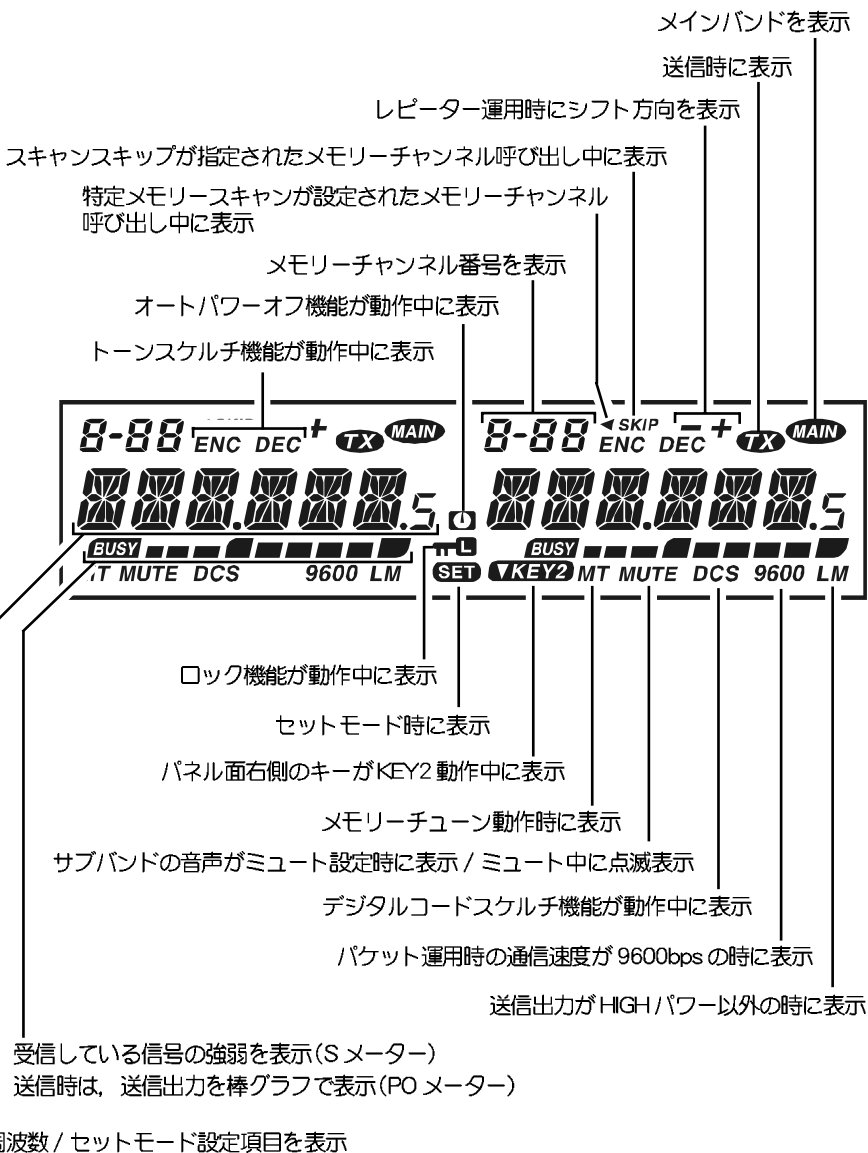 メインバンドを表示
送信時に表示
レピーター運用時にシフト方向を表示
スキャンスキップが指定されたメモリーチャンネル呼び出し中に表示
特定メモリースキャンが設定されたメモリーチャンネル
呼び出し中に表示
メモリーチャンネル番号を表示
オートパワーオフ機能が動作中に表示
トーンスケルチ機能が動作中に表示
8-88 ENC DEC + TX MAIN
8-88 ◀ SKIP ENC DEC - + TX MAIN
.5
.5
BUSY
L
BUSY
MUTE DCS 9600 LM
SET ▼KEY2 MT MUTE DCS 9600 LM
ロック機能が動作中に表示
セットモード時に表示
パネル面右側のキーがKEY2動作中に表示
メモリーチューン動作時に表示
サブバンドの音声がミュート設定時に表示 / ミュート中に点滅表示
デジタルコードスケルチ機能が動作中に表示
パケット運用時の通信速度が9600bpsの時に表示
送信出力がHIGHパワー以外の時に表示
受信している信号の強弱を表示(Sメーター)
送信時は，送信出力を棒グラフで表示(POメーター)
波数 / セットモード設定項目を表示